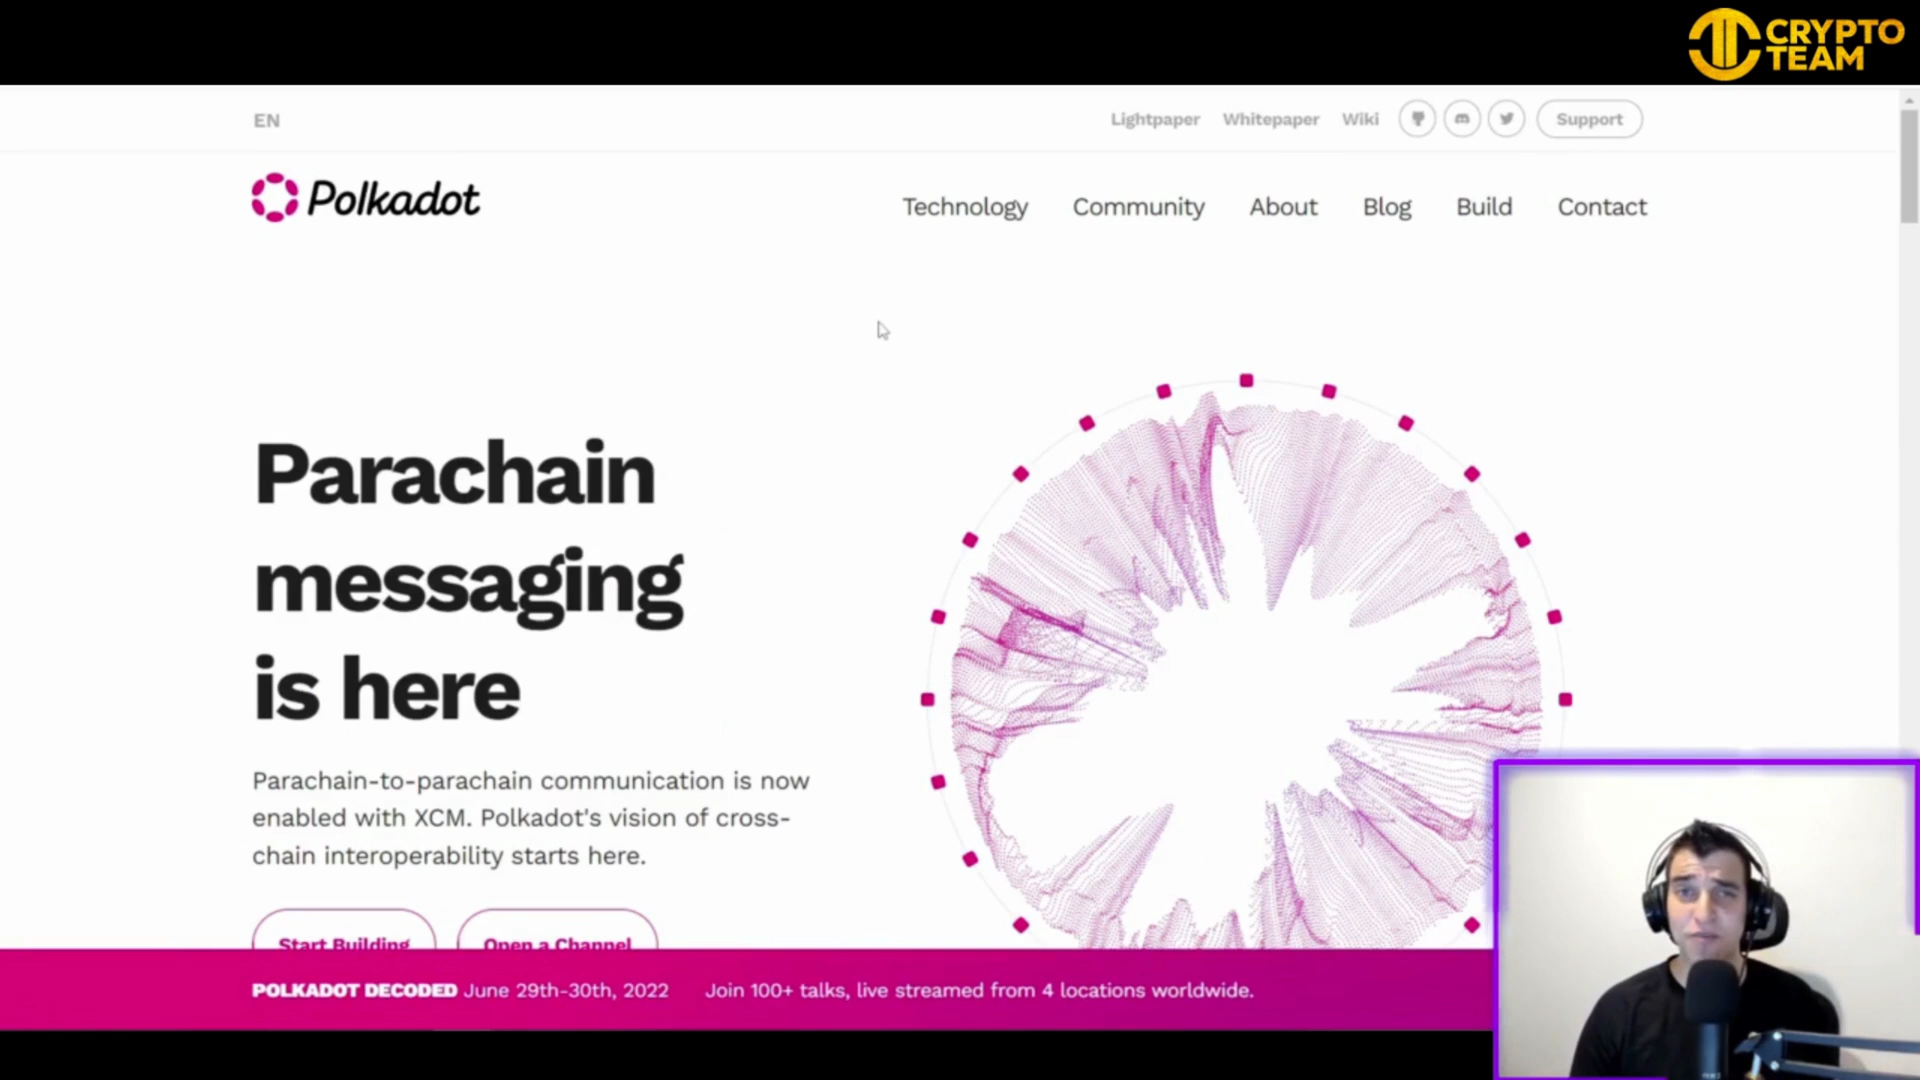 CRYPTO
TEAM
EN
Lightpaper Whitepaper Wiki Support
Polkadot
Technology Community About Blog Build Contact
Parachain
messaging
is here
Parachain-to-parachain communication is now
enabled with XCM. Polkadot's vision of cross-
chain interoperability starts here.
Start Building Open a Channel
POLKADOT DECODED June 29th-30th, 2022 Join 100+ talks, live streamed from 4 locations worldwide.